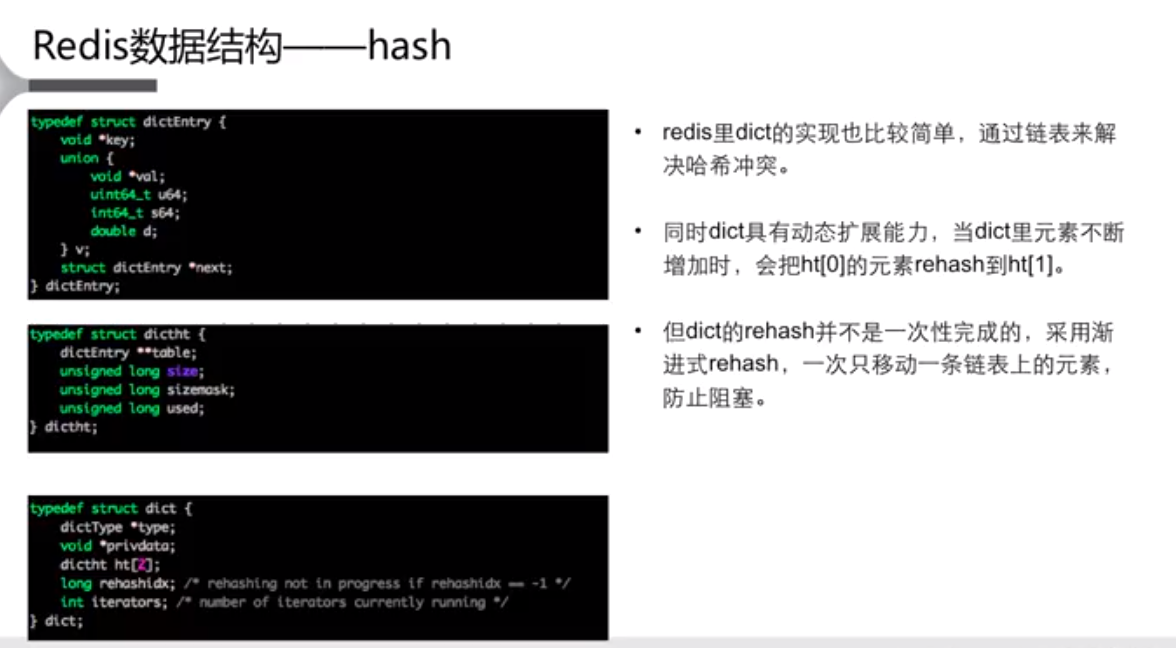 Redis数据结构——hash
typedef struct dictEntry {
void *key;
union {
void *val;
uint64_t u64;
int64_t s64;
double d;
} v;
struct dictEntry *next;
} dictEntry;
typedef struct dictht {
dictEntry **table;
unsigned long size;
unsigned long sizemask;
unsigned long used;
} dictht;
typedef struct dict {
dictType *type;
void *privdata;
dictht ht[2];
long rehashidx; /* rehashing not in progress if rehashidx == -1 */
int iterators; /* number of iterators currently running */
} dict;
• redis里dict的实现也比较简单，通过链表来解
决哈希冲突。
• 同时dict具有动态扩展能力，当dict里元素不断
增加时，会把ht[0]的元素rehash到ht[1]。
• 但dict的rehash并不是一次性完成的，采用渐
进式rehash，一次只移动一条链表上的元素，
防止阻塞。